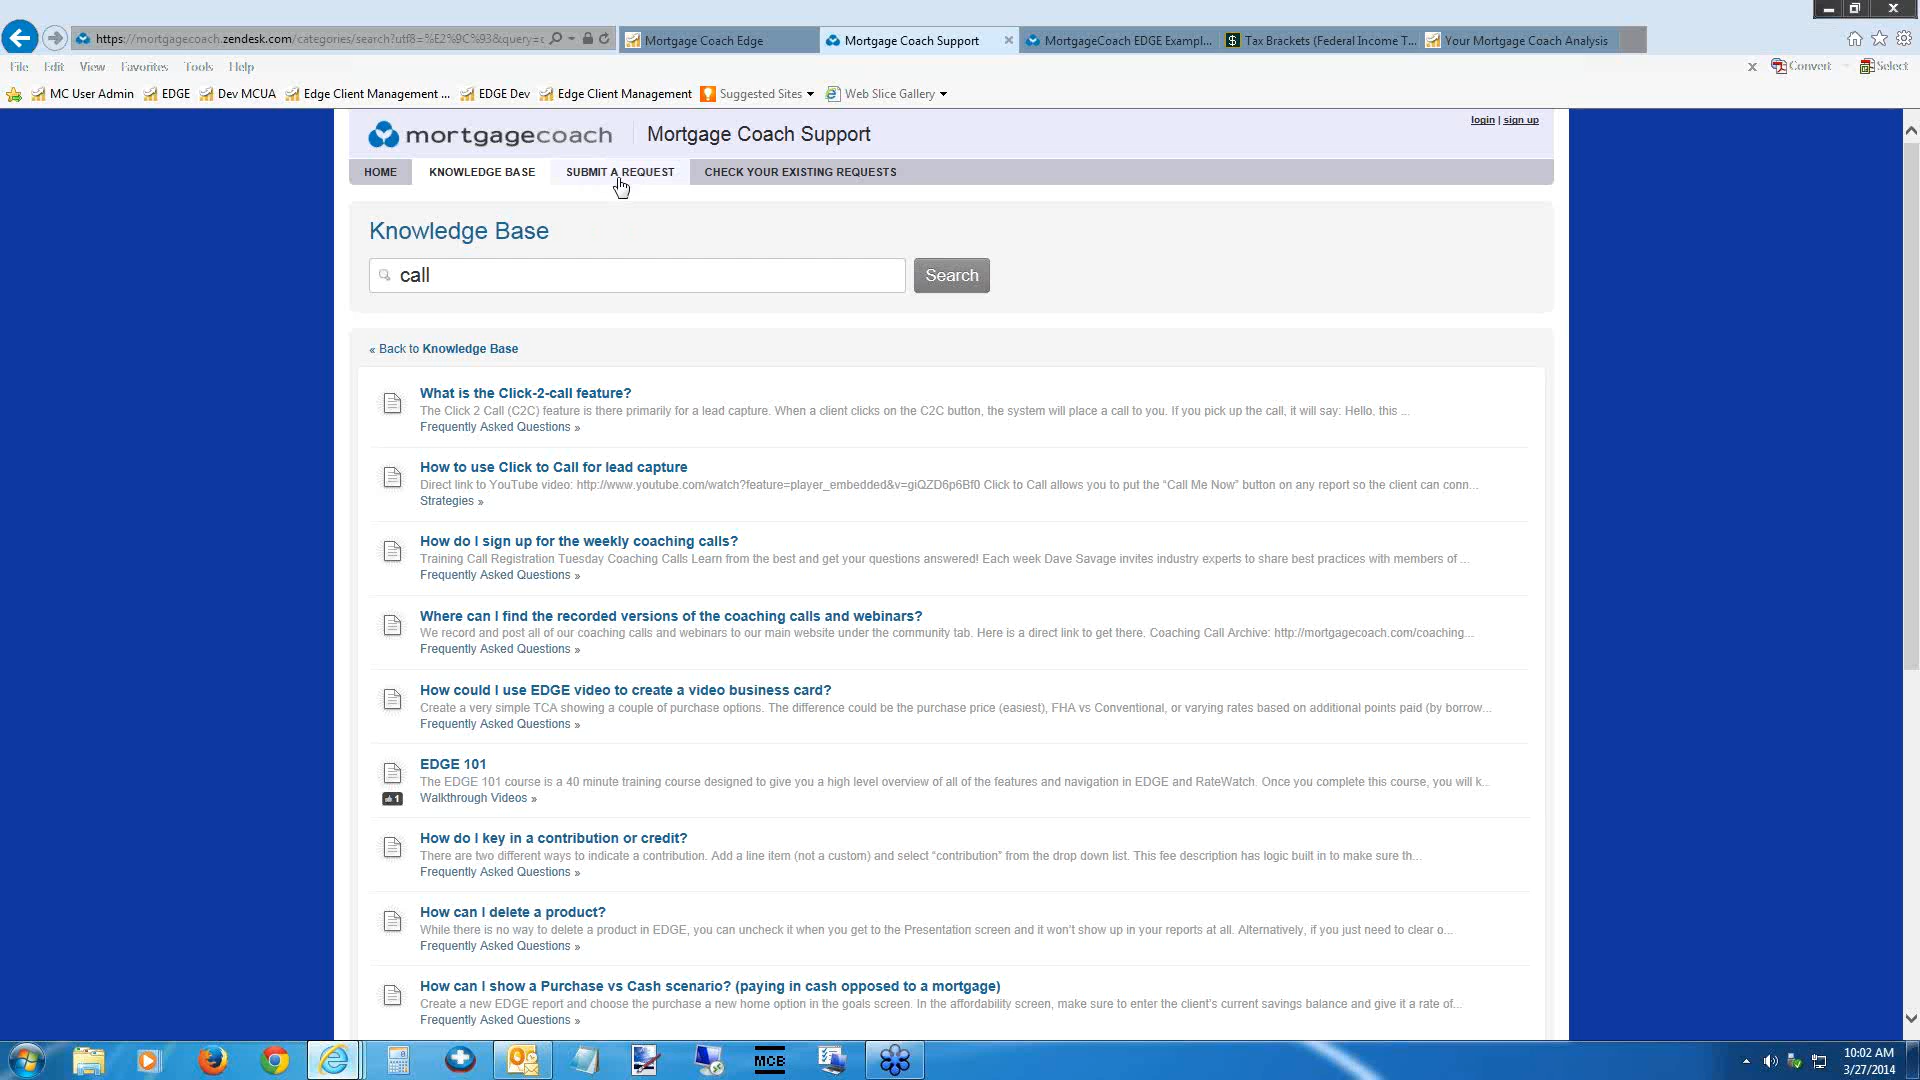 https://mortgagecoach.zendesk.com/categories/search?utf8=%E2%9C%93&query=c
Mortgage Coach Edge
Mortgage Coach Support
MortgageCoach EDGE Exampl...
Tax Brackets (Federal Income T...
Your Mortgage Coach Analysis
File Edit View Favorites Tools Help
Convert
Select
MC User Admin
EDGE
Dev MCUA
Edge Client Management ...
EDGE Dev
Edge Client Management
Suggested Sites
Web Slice Gallery
mortgagecoach
Mortgage Coach Support
login | sign up
HOME
KNOWLEDGE BASE
SUBMIT A REQUEST
CHECK YOUR EXISTING REQUESTS
Knowledge Base
call
Search
« Back to Knowledge Base
What is the Click-2-call feature?
The Click 2 Call (C2C) feature is there primarily for a lead capture. When a client clicks on the C2C button, the system will place a call to you. If you pick up the call, it will say: Hello, this ...
Frequently Asked Questions »
How to use Click to Call for lead capture
Direct link to YouTube video: http://www.youtube.com/watch?feature=player_embedded&v=giQZD6p6Bf0 Click to Call allows you to put the “Call Me Now” button on any report so the client can conn...
Strategies »
How do I sign up for the weekly coaching calls?
Training Call Registration Tuesday Coaching Calls Learn from the best and get your questions answered! Each week Dave Savage invites industry experts to share best practices with members of ...
Frequently Asked Questions »
Where can I find the recorded versions of the coaching calls and webinars?
We record and post all of our coaching calls and webinars to our main website under the community tab. Here is a direct link to get there. Coaching Call Archive: http://mortgagecoach.com/coaching...
Frequently Asked Questions »
How could I use EDGE video to create a video business card?
Create a very simple TCA showing a couple of purchase options. The difference could be the purchase price (easiest), FHA vs Conventional, or varying rates based on additional points paid (by borrow...
Frequently Asked Questions »
EDGE 101
The EDGE 101 course is a 40 minute training course designed to give you a high level overview of all of the features and navigation in EDGE and RateWatch. Once you complete this course, you will k...
1
Walkthrough Videos »
How do I key in a contribution or credit?
There are two different ways to indicate a contribution. Add a line item (not a custom) and select “contribution” from the drop down list. This fee description has logic built in to make sure th...
Frequently Asked Questions »
How can I delete a product?
While there is no way to delete a product in EDGE, you can uncheck it when you get to the Presentation screen and it won’t show up in your reports at all. Alternatively, if you just need to clear o...
Frequently Asked Questions »
How can I show a Purchase vs Cash scenario? (paying in cash opposed to a mortgage)
Create a new EDGE report and choose the purchase a new home option in the goals screen. In the affordability screen, make sure to enter the client’s current savings balance and give it a rate of...
Frequently Asked Questions »
MCB
10:02 AM
3/27/2014